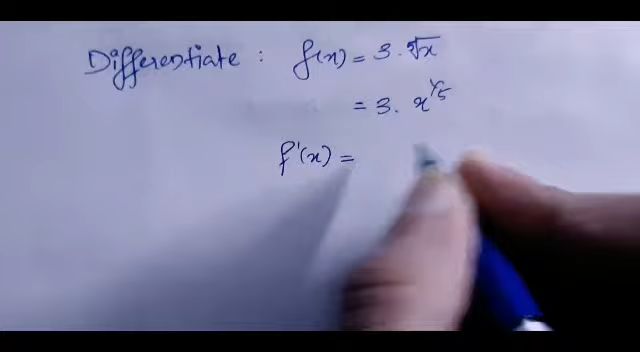 Differentiate : f(x) = 3. ⁵√x
= 3. x^1/5
f'(x) =